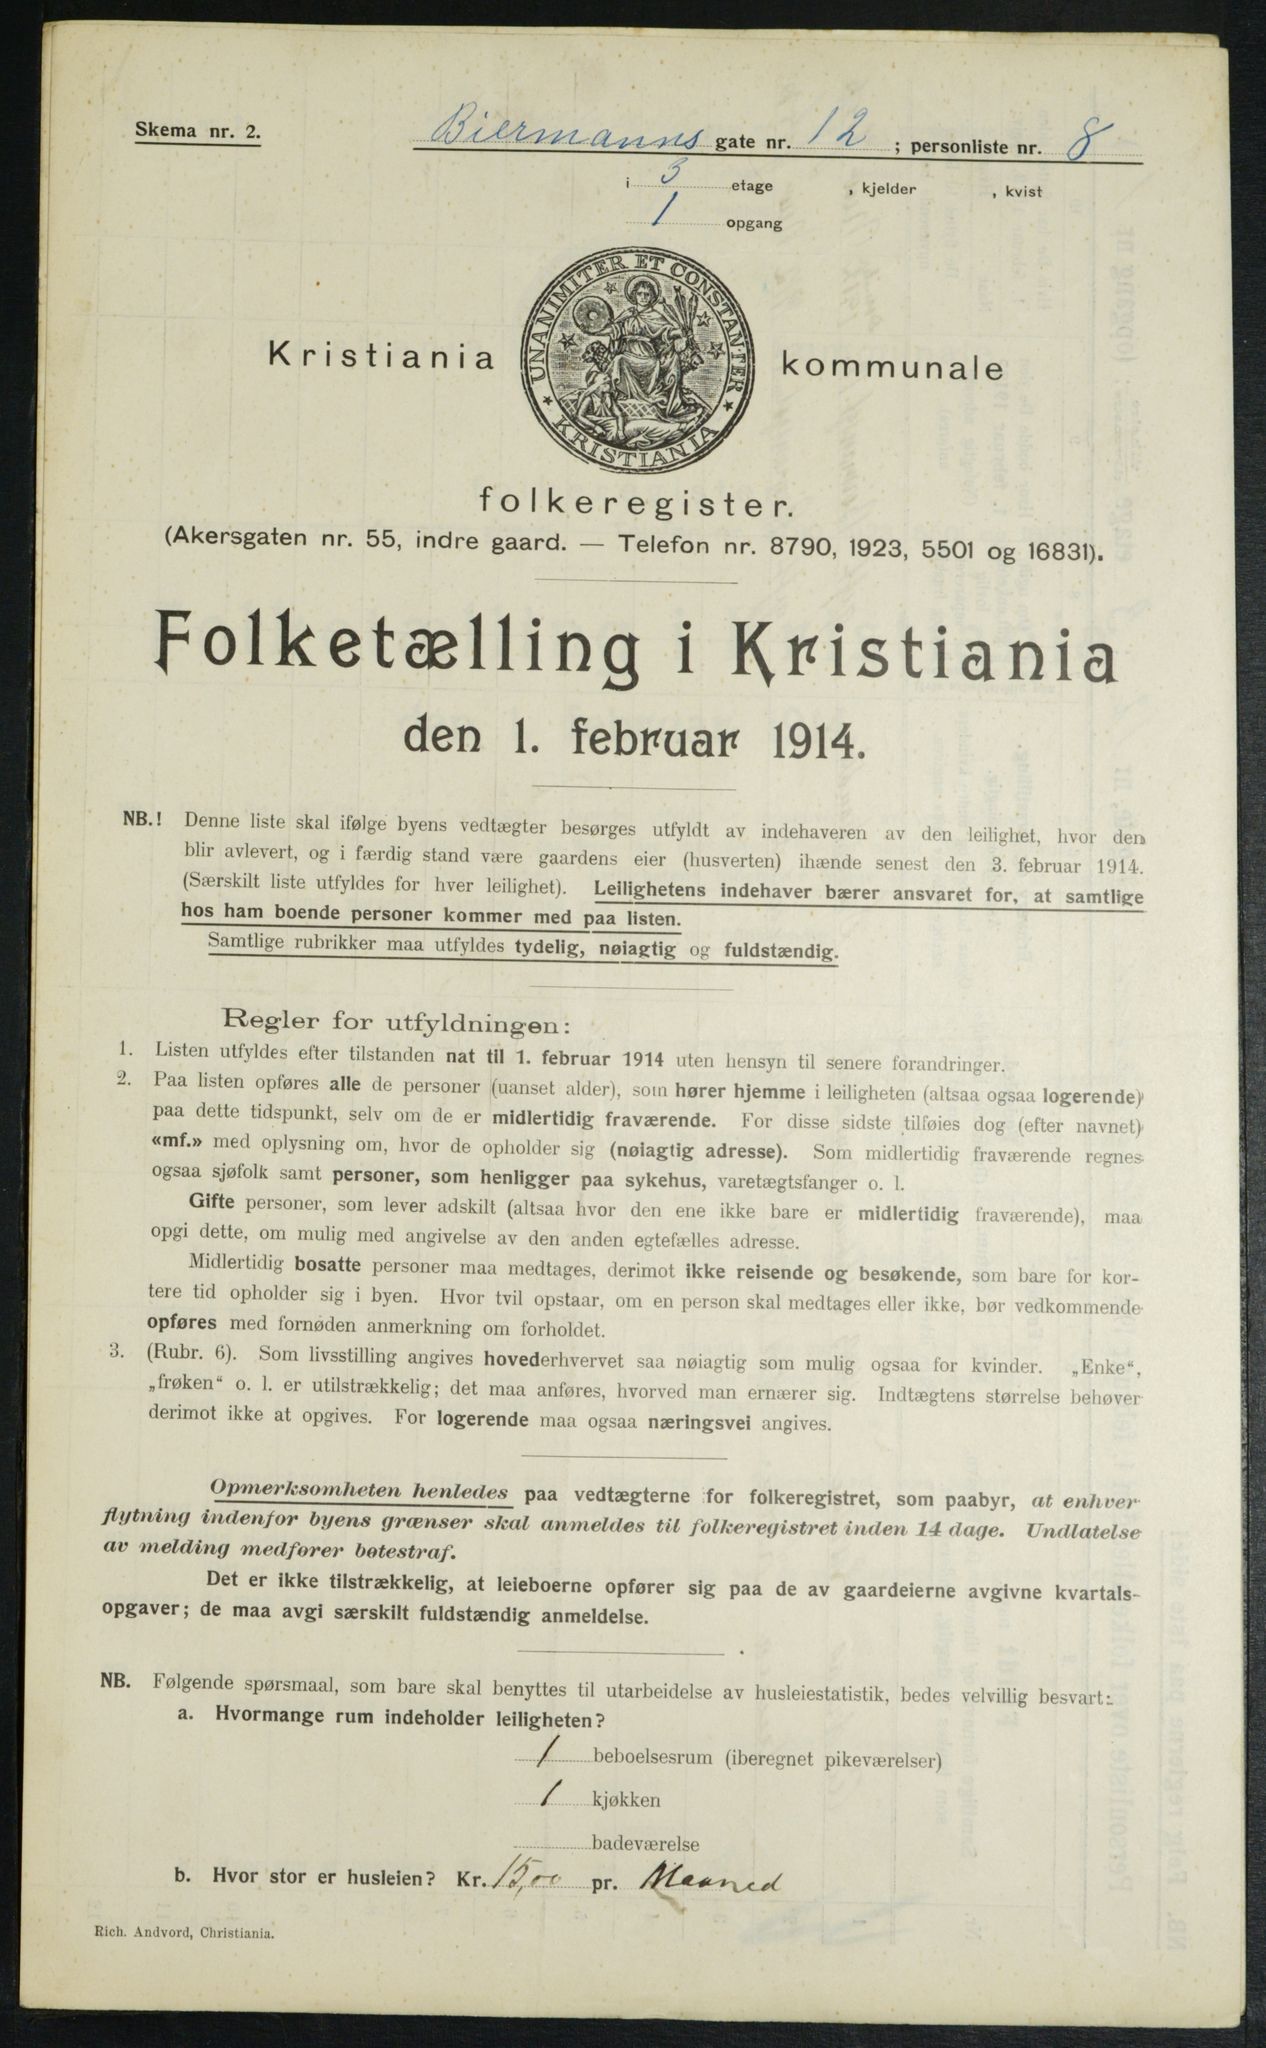 Skema nr. 2.
Biermanns gate nr. 12 ; personliste nr. 8
i 3 etage , kjelder , kvist
1 opgang
UNANIMITER ET CONSTANTER
KRISTIANIA
Kristiania kommunale
folkeregister.
(Akersgaten nr. 55, indre gaard. — Telefon nr. 8790, 1923, 5501 og 16831).
Folketælling i Kristiania
den 1. februar 1914.
NB.! Denne liste skal ifølge byens vedtægter besørges utfyldt av indehaveren av den leilighet, hvor den
blir avlevert, og i færdig stand være gaardens eier (husverten) ihænde senest den 3. februar 1914.
(Særskilt liste utfyldes for hver leilighet). Leilighetens indehaver bærer ansvaret for, at samtlige
hos ham boende personer kommer med paa listen.
Samtlige rubrikker maa utfyldes tydelig, nøiagtig og fuldstændig.
Regler for utfyldningen:
1. Listen utfyldes efter tilstanden nat til 1. februar 1914 uten hensyn til senere forandringer.
2. Paa listen opføres alle de personer (uanset alder), som hører hjemme i leiligheten (altsaa ogsaa logerende)
paa dette tidspunkt, selv om de er midlertidig fraværende. For disse sidste tilføies dog (efter navnet)
«mf.» med oplysning om, hvor de opholder sig (nøiagtig adresse). Som midlertidig fraværende regnes
ogsaa sjøfolk samt personer, som henligger paa sykehus, varetægtsfanger o. l.
Gifte personer, som lever adskilt (altsaa hvor den ene ikke bare er midlertidig fraværende), maa
opgi dette, om mulig med angivelse av den anden egtefælles adresse.
Midlertidig bosatte personer maa medtages, derimot ikke reisende og besøkende, som bare for kor-
tere tid opholder sig i byen. Hvor tvil opstaar, om en person skal medtages eller ikke, bør vedkommende
opføres med fornøden anmerkning om forholdet.
3. (Rubr. 6). Som livsstilling angives hovederhvervet saa nøiagtig som mulig ogsaa for kvinder. „Enke“,
„frøken“ o. l. er utilstrækkelig; det maa anføres, hvorved man ernærer sig. Indtægtens størrelse behøver
derimot ikke at opgives. For logerende maa ogsaa næringsvei angives.
Opmerksomheten henledes paa vedtægterne for folkeregistret, som paabyr, at enhver
flytning indenfor byens grænser skal anmeldes til folkeregistret inden 14 dage. Undlatelse
av melding medfører bøtestraf.
Det er ikke tilstrækkelig, at leieboerne opfører sig paa de av gaardeierne avgivne kvartals-
opgaver; de maa avgi særskilt fuldstændig anmeldelse.
NB. Følgende spørsmaal, som bare skal benyttes til utarbeidelse av husleiestatistik, bedes velvillig besvart:
a. Hvormange rum indeholder leiligheten?
1 beboelsesrum (iberegnet pikeværelser)
1 kjøkken
badeværelse
b. Hvor stor er husleien? Kr. 15,00 pr. Maaned
Rich. Andvord, Christiania.